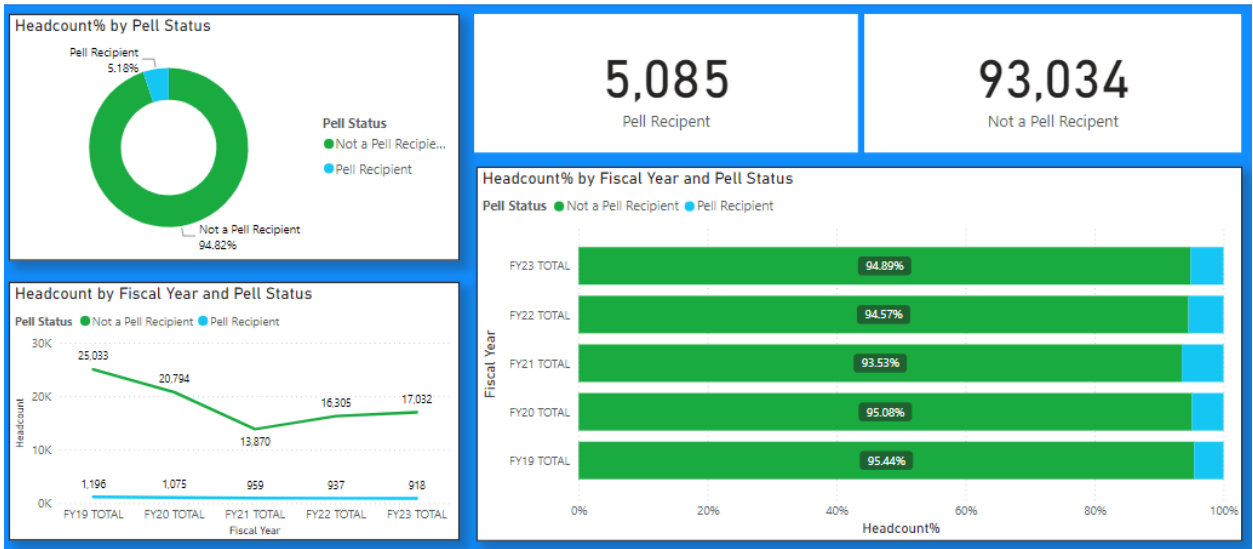 Headcount% by Pell Status
Pell Recipient
5.18%
Pell Status
Not a Pell Recipie...
Pell Recipient
Not a Pell Recipient
94.82%
5,085
Pell Recipent
93,034
Not a Pell Recipent
Headcount by Fiscal Year and Pell Status
Pell Status Not a Pell Recipient Pell Recipient
30K
25,033
20,794
20K
16,305
17,032
Headcount
13,870
10K
1,196
1,075
959
937
918
0K
FY19 TOTAL
FY20 TOTAL
FY21 TOTAL
FY22 TOTAL
FY23 TOTAL
Fiscal Year
Headcount% by Fiscal Year and Pell Status
Pell Status Not a Pell Recipient Pell Recipient
Fiscal Year
FY23 TOTAL
94.89%
FY22 TOTAL
94.57%
FY21 TOTAL
93.53%
FY20 TOTAL
95.08%
FY19 TOTAL
95.44%
0%
20%
40%
60%
80%
100%
Headcount%